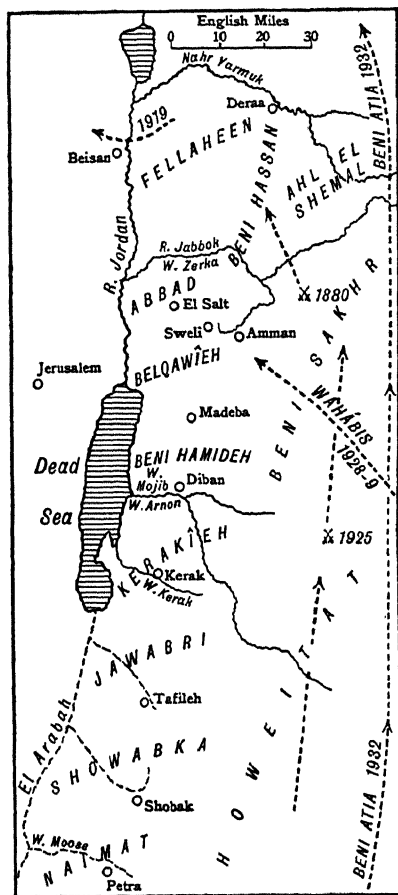 English Miles
0 10 20 30
Nahr Yarmuk
Deraa
1919
Beisan
FELLAHEEN
BENI HASSAN
AHL EL
SHEMAL
BENI ATIA 1932
R. Jordan
R. Jabbok
W. Zerka
ABBAD
El Salt
1880
Sweli
Amman
Jerusalem
BELQAWÎEH
BENI SAKHR
WAHÁBIS
1928-9
Madeba
Dead
Sea
BENI HAMIDEH
W.
Mojib
Diban
W. Arnon
1925
KERAKÎEH
Kerak
W. Kerak
JAWABRI
Tafileh
HOWEITAT
El Arabah
SHOWABKA
Shobak
BENI ATIA 1932
W. Moose
NAIMAT
Petra